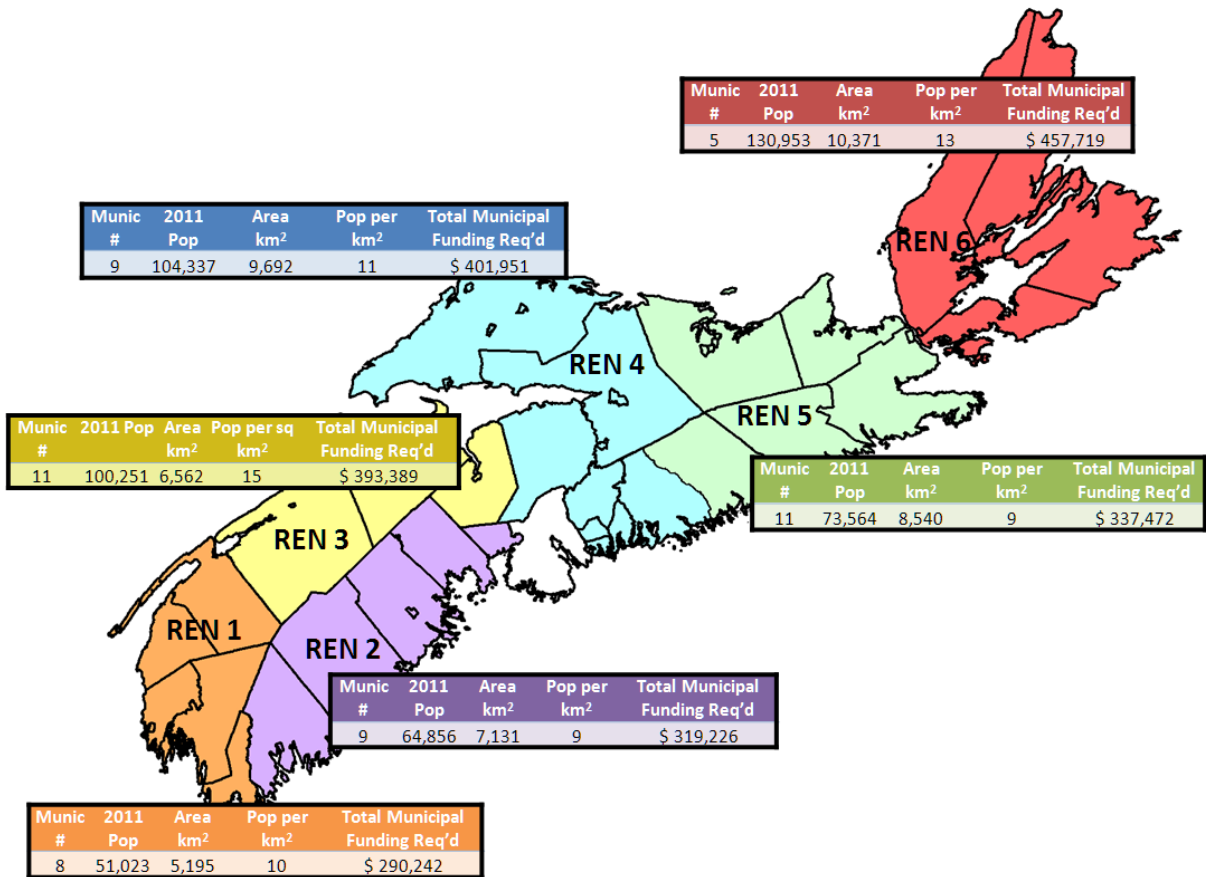 Munic 2011 Area Pop per Total Municipal
# Pop km² km² Funding Req’d
5 130,953 10,371 13 $ 457,719
REN 6
Munic 2011 Area Pop per Total Municipal
# Pop km² km² Funding Req’d
9 104,337 9,692 11 $ 401,951
REN 4
REN 5
Munic 2011 Pop Area Pop per sq Total Municipal
# km² km² Funding Req’d
11 100,251 6,562 15 $ 393,389
Munic 2011 Area Pop per Total Municipal
# Pop km² km² Funding Req’d
11 73,564 8,540 9 $ 337,472
REN 3
REN 1
REN 2
Munic 2011 Area Pop per Total Municipal
# Pop km² km² Funding Req’d
9 64,856 7,131 9 $ 319,226
Munic 2011 Area Pop per Total Municipal
# Pop km² km² Funding Req’d
8 51,023 5,195 10 $ 290,242